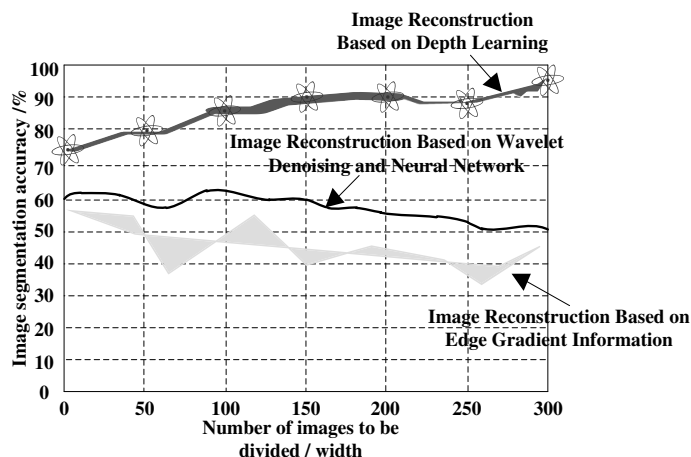 Image Reconstruction
Based on Depth Learning
Image segmentation accuracy /%
100
90
80
70
60
50
40
30
20
10
0
Image Reconstruction Based on Wavelet
Denoising and Neural Network
Image Reconstruction Based on
Edge Gradient Information
0 50 100 150 200 250 300
Number of images to be
divided / width